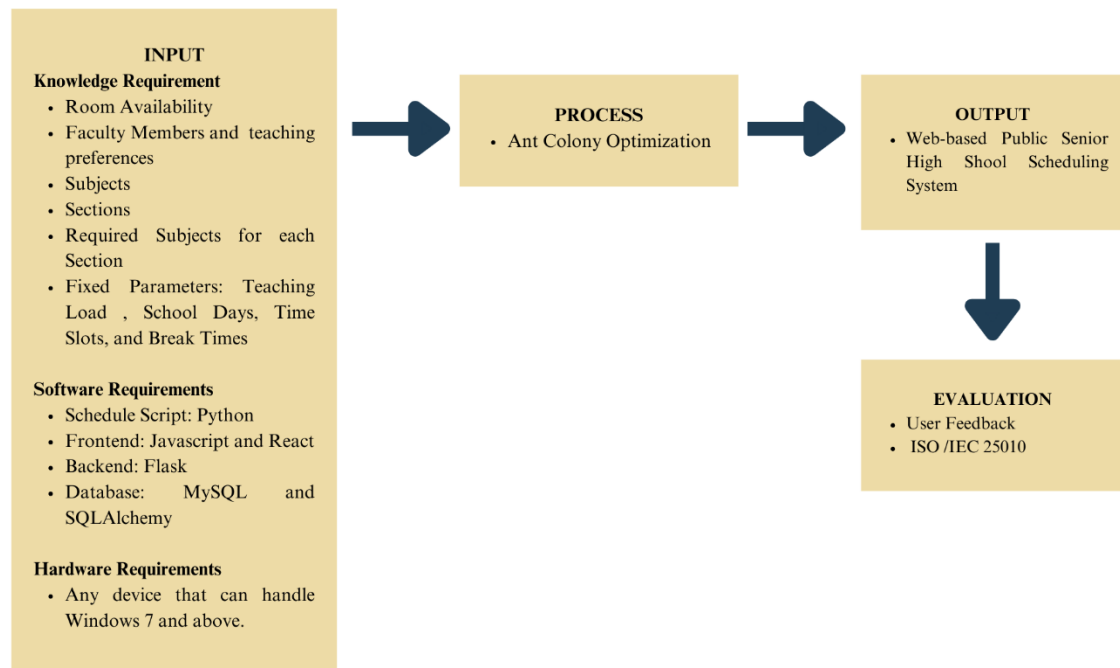 INPUT
Knowledge Requirement
• Room Availability
• Faculty Members and teaching
preferences
• Subjects
• Sections
• Required Subjects for each
Section
• Fixed Parameters: Teaching
Load , School Days, Time
Slots, and Break Times
Software Requirements
• Schedule Script: Python
• Frontend: Javascript and React
• Backend: Flask
• Database: MySQL and
SQLAlchemy
Hardware Requirements
• Any device that can handle
Windows 7 and above.
PROCESS
• Ant Colony Optimization
OUTPUT
• Web-based Public Senior
High Shool Scheduling
System
EVALUATION
• User Feedback
• ISO /IEC 25010